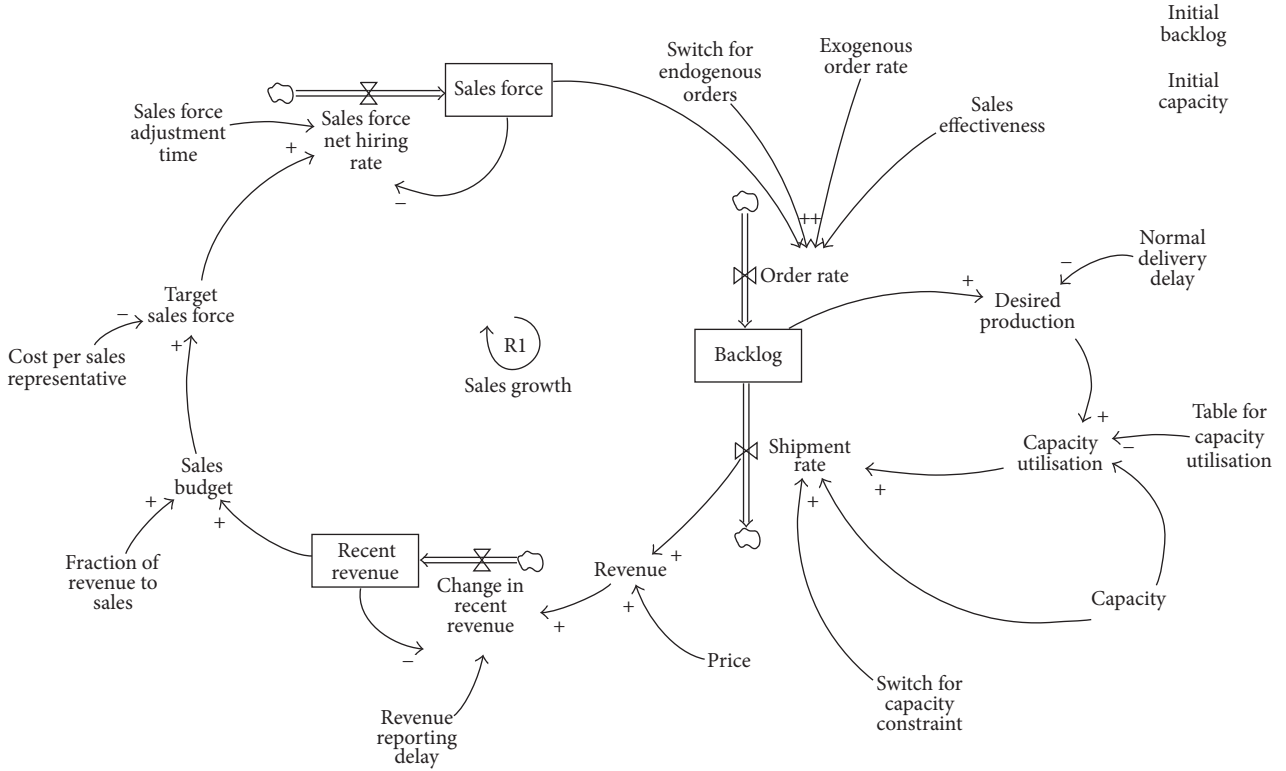 Initial
backlog
Initial
capacity
Switch for
endogenous
orders
Exogenous
order rate
Sales
effectiveness
Sales force
Sales force
adjustment
time
Sales force
net hiring
rate
+
−
++
Order rate
Normal
delivery
delay
−
+
Desired
production
Target
sales force
−
+
Cost per sales
representative
R1
Sales growth
Backlog
+
−
Capacity
utilisation
Table for
capacity
utilisation
Shipment
rate
+
+
Sales
budget
+
+
Fraction of
revenue to
sales
Recent
revenue
Change in
recent
revenue
−
+
Revenue
+
+
Price
Capacity
Switch for
capacity
constraint
Revenue
reporting
delay